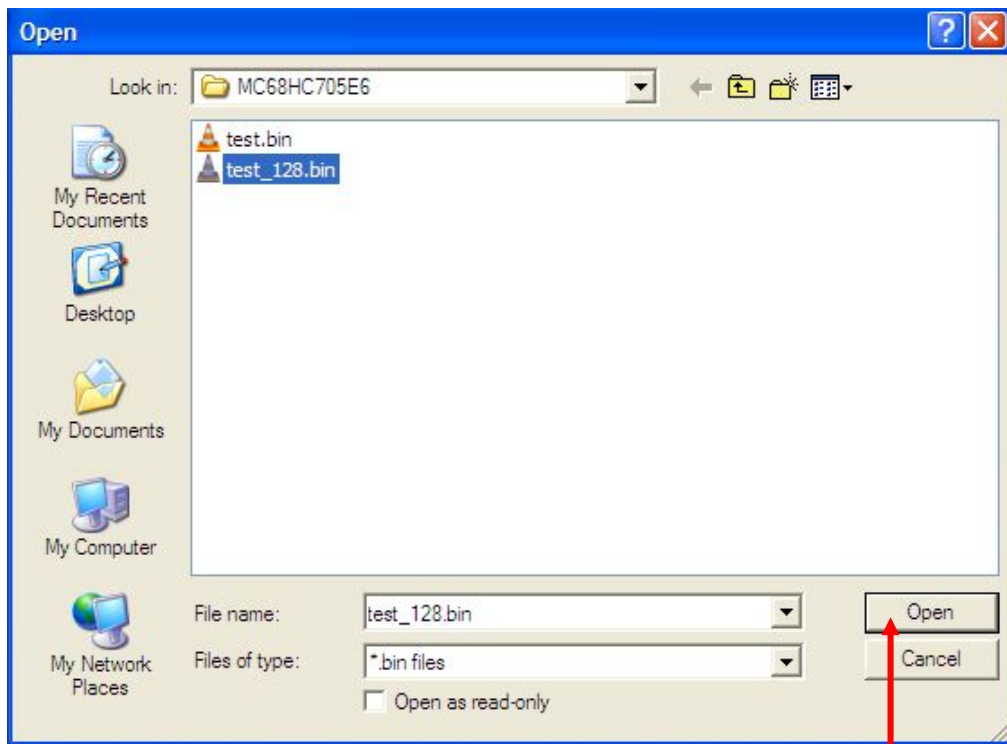 Open
Look in: MC68HC705E6
test.bin
test_128.bin
My Recent
Documents
Desktop
My Documents
My Computer
My Network
Places
File name: test_128.bin Open
Files of type: *.bin files Cancel
Open as read-only